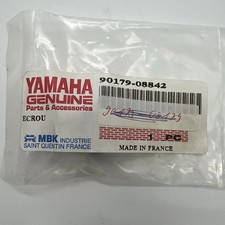 YAMAHA
GENUINE
Parts & Accessories
90179-08842
ECROU
MBK INDUSTRIE
SAINT QUENTIN FRANCE
1 PC
MADE IN FRANCE